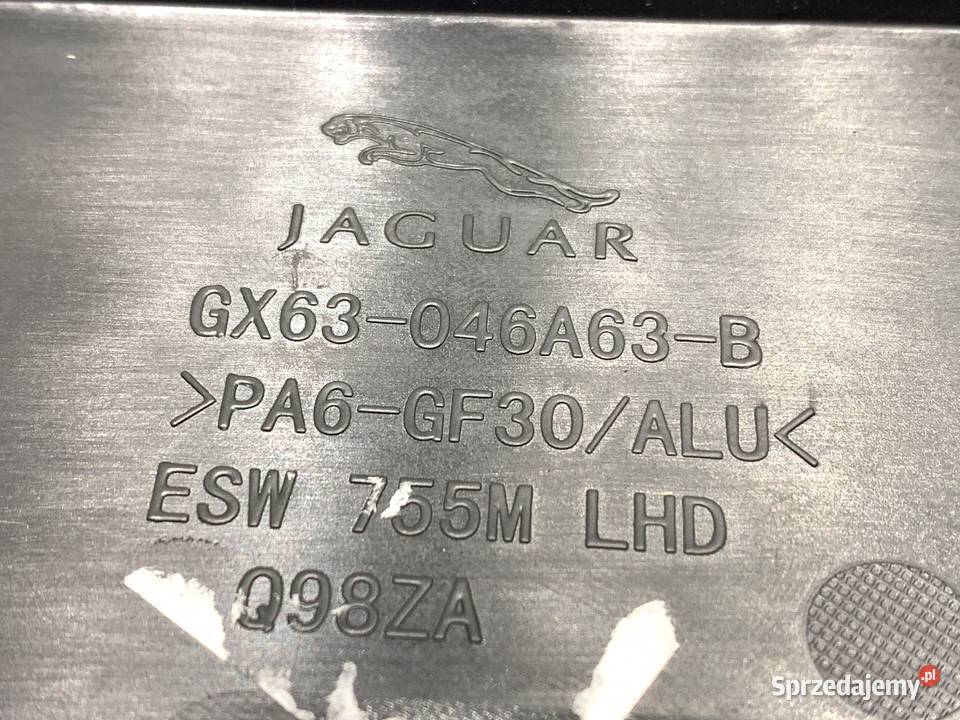 JAGUAR
GX63-046A63-B
>PA6-GF30/ALU<
ESW 755M LHD
Q98ZA
Sprzedajemy.pl